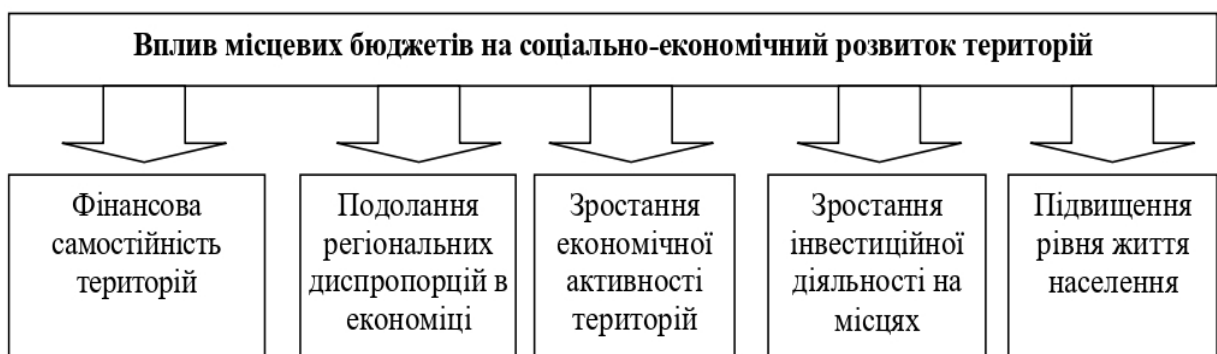 Вплив місцевих бюджетів на соціально-економічний розвиток територій
Фінансова
самостійність
територій
Подолання
регіональних
диспропорцій в
економіці
Зростання
економічної
активності
територій
Зростання
інвестиційної
діяльності на
місцях
Підвищення
рівня життя
населення